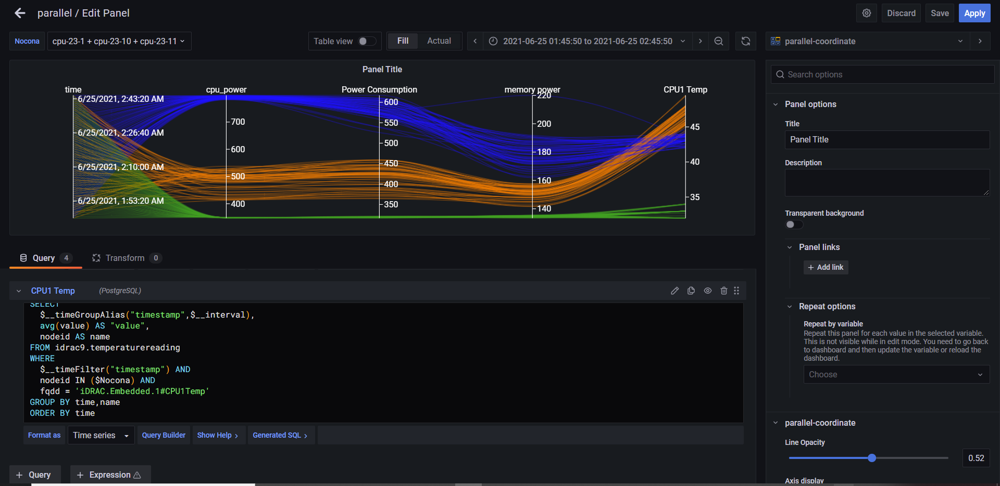 parallel / Edit Panel
Discard
Save
Apply
Nocona
cpu-23-1 + cpu-23-10 + cpu-23-11
Table view
Fill
Actual
2021-06-25 01:45:50 to 2021-06-25 02:45:50
parallel-coordinate
Panel Title
time
cpu_power
Power Consumption
memory power
CPU1 Temp
6/25/2021, 2:43:20 AM
6/25/2021, 2:26:40 AM
6/25/2021, 2:10:00 AM
6/25/2021, 1:53:20 AM
700
600
500
400
600
550
500
450
400
350
220
200
180
160
140
45
40
35
Query 4
Transform 0
CPU1 Temp (PostgreSQL)
SELECT
$__timeGroupAlias("timestamp",$__interval),
avg(value) AS "value",
nodeid AS name
FROM idrac9.temperaturereading
WHERE
$__timeFilter("timestamp") AND
nodeid IN ($Nocona) AND
fqdd = 'iDRAC.Embedded.1#CPU1Temp'
GROUP BY time,name
ORDER BY time
Format as
Time series
Query Builder
Show Help
Generated SQL
+ Query
+ Expression
Search options
Panel options
Title
Panel Title
Description
Transparent background
Panel links
+ Add link
Repeat options
Repeat by variable
Repeat this panel for each value in the selected variable.
This is not visible while in edit mode. You need to go back
to dashboard and then update the variable or reload the
dashboard.
Choose
parallel-coordinate
Line Opacity
0.52
Axis display